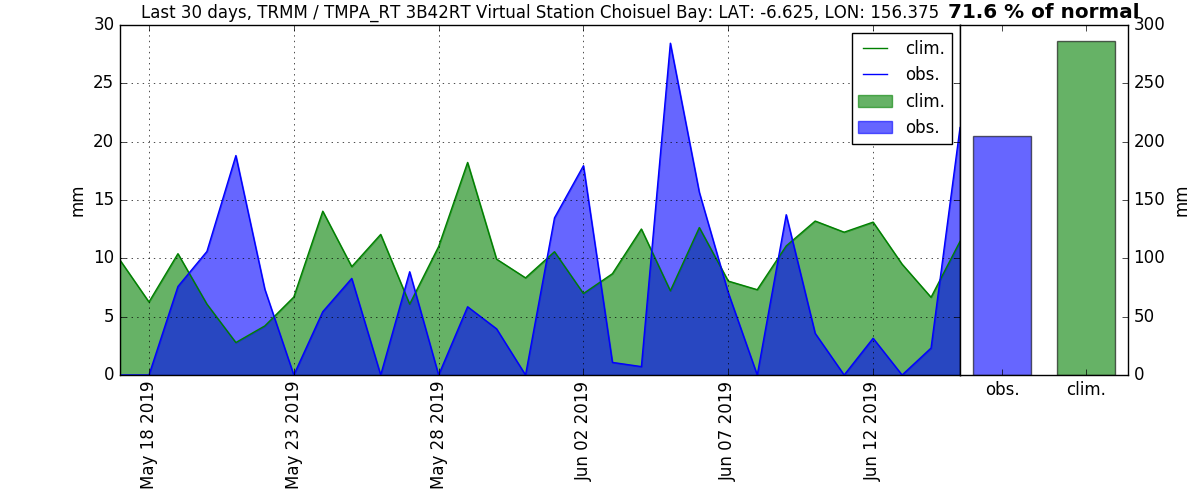 Last 30 days, TRMM / TMPA_RT 3B42RT Virtual Station Choisuel Bay: LAT: -6.625, LON: 156.375 71.6 % of normal
30
25
20
15
10
5
0
mm
clim.
obs.
clim.
obs.
300
250
200
150
100
50
0
mm
May 18 2019
May 23 2019
May 28 2019
Jun 02 2019
Jun 07 2019
Jun 12 2019
obs.
clim.